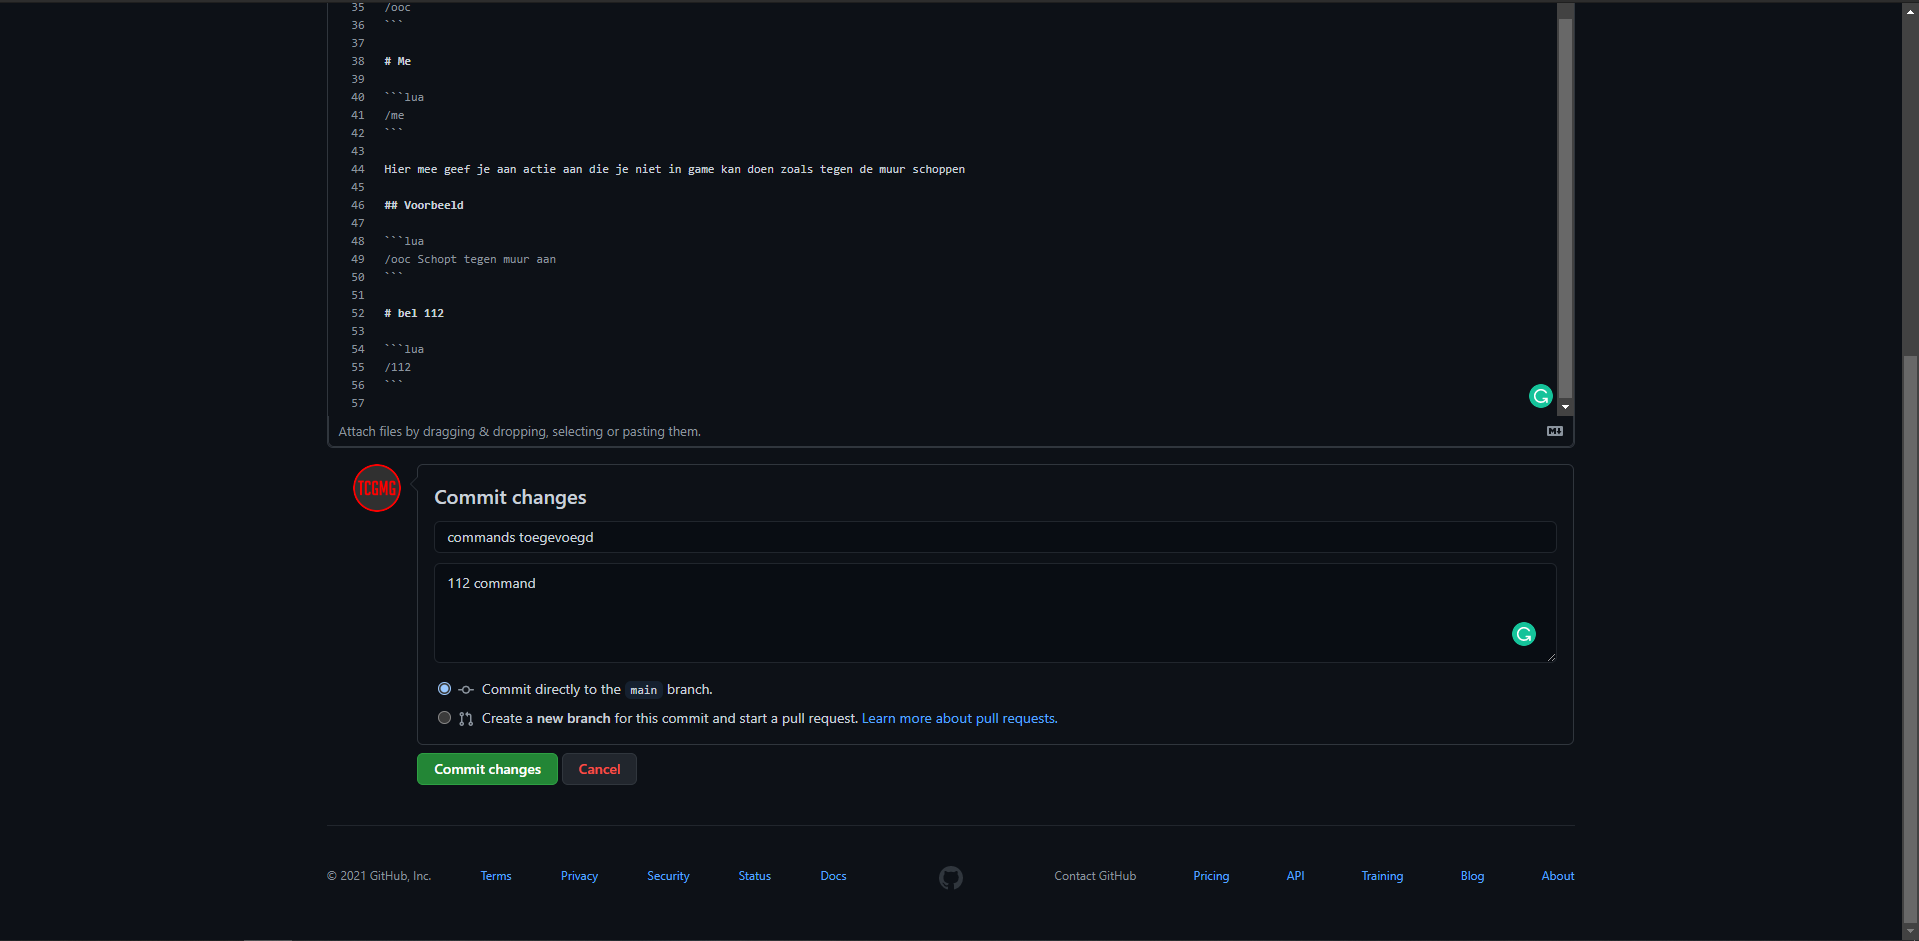 35 /ooc
36 ```
37
38 # Me
39
40 ```lua
41 /me
42 ```
43
44 Hier mee geef je aan actie aan die je niet in game kan doen zoals tegen de muur schoppen
45
46 ## Voorbeeld
47
48 ```lua
49 /ooc Schopt tegen muur aan
50 ```
51
52 # bel 112
53
54 ```lua
55 /112
56 ```
57
Attach files by dragging & dropping, selecting or pasting them.
TCGMG
Commit changes
commands toegevoegd
112 command
Commit directly to the main branch.
Create a new branch for this commit and start a pull request. Learn more about pull requests.
Commit changes Cancel
© 2021 GitHub, Inc. Terms Privacy Security Status Docs Contact GitHub Pricing API Training Blog About